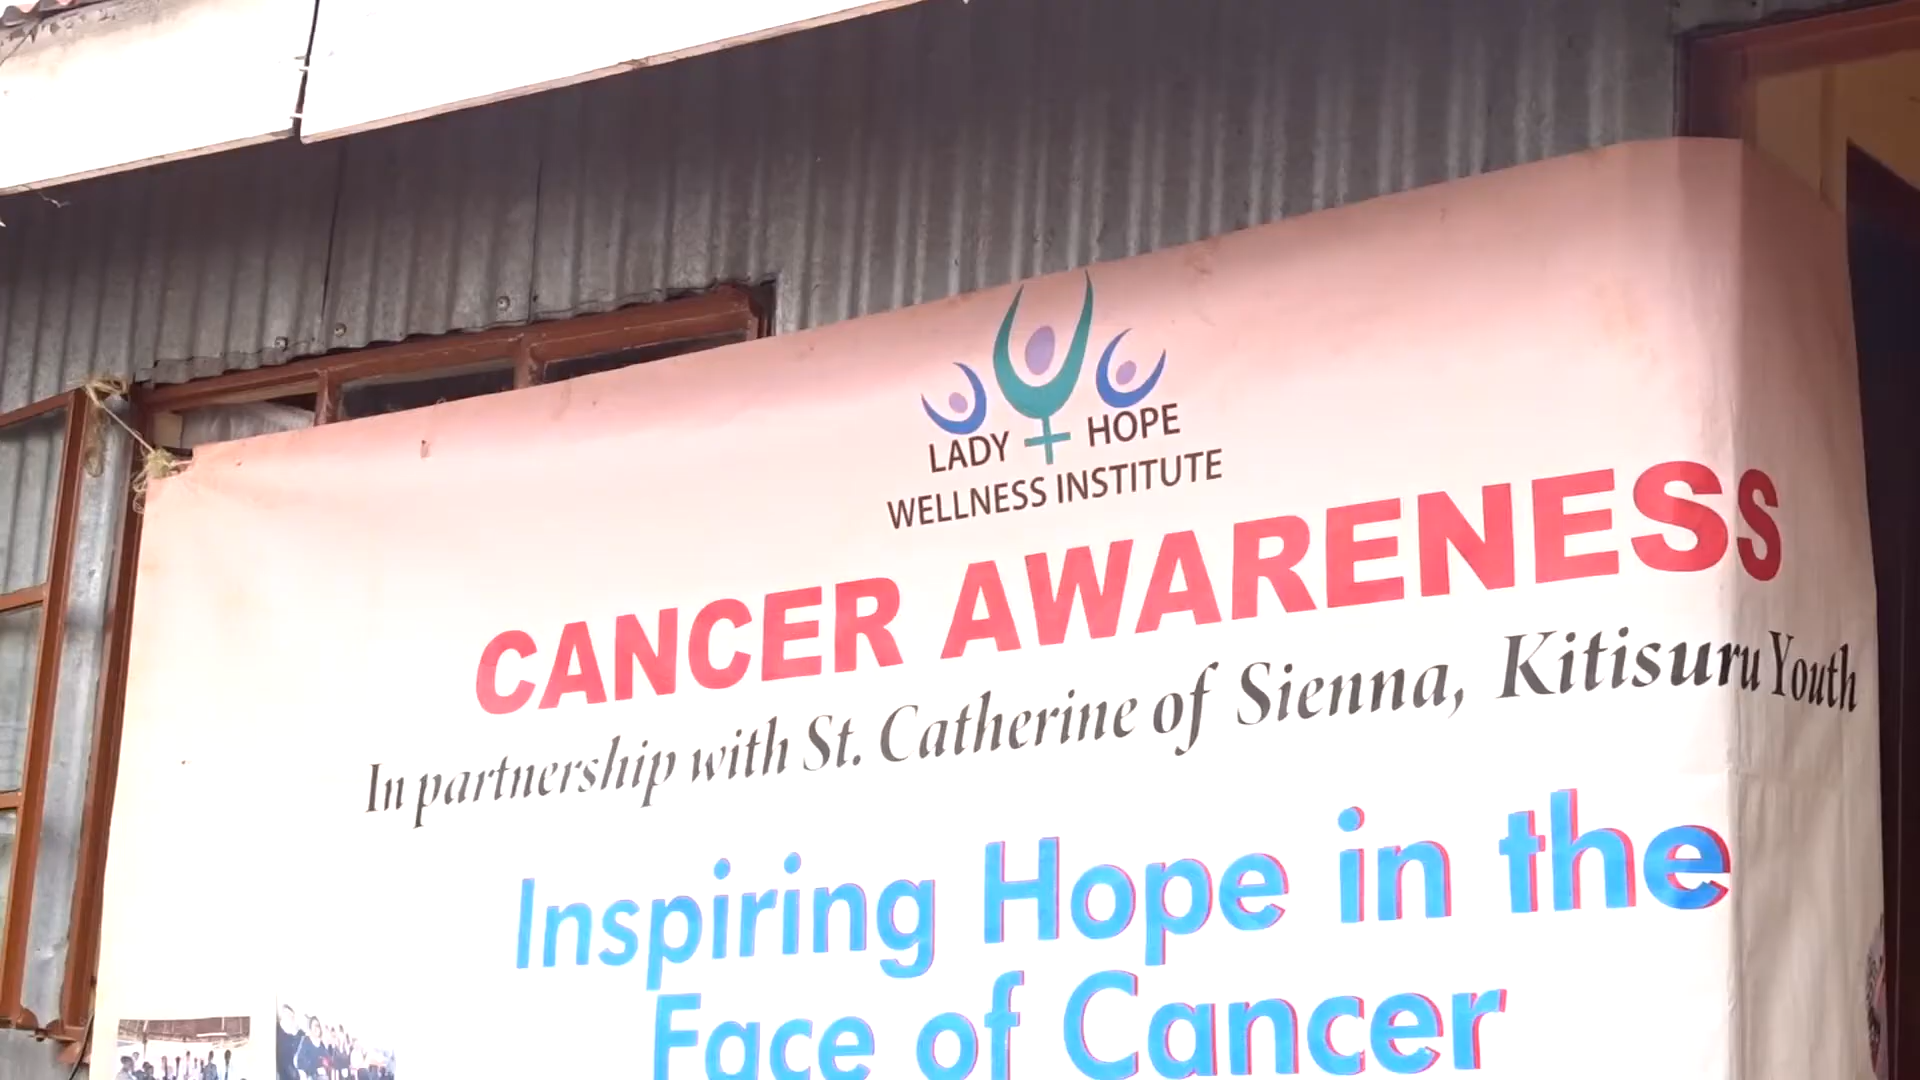 LADY HOPE
WELLNESS INSTITUTE
CANCER AWARENESS
In partnership with St. Catherine of Sienna, Kitisuru Youth
Inspiring Hope in the
Face of Cancer